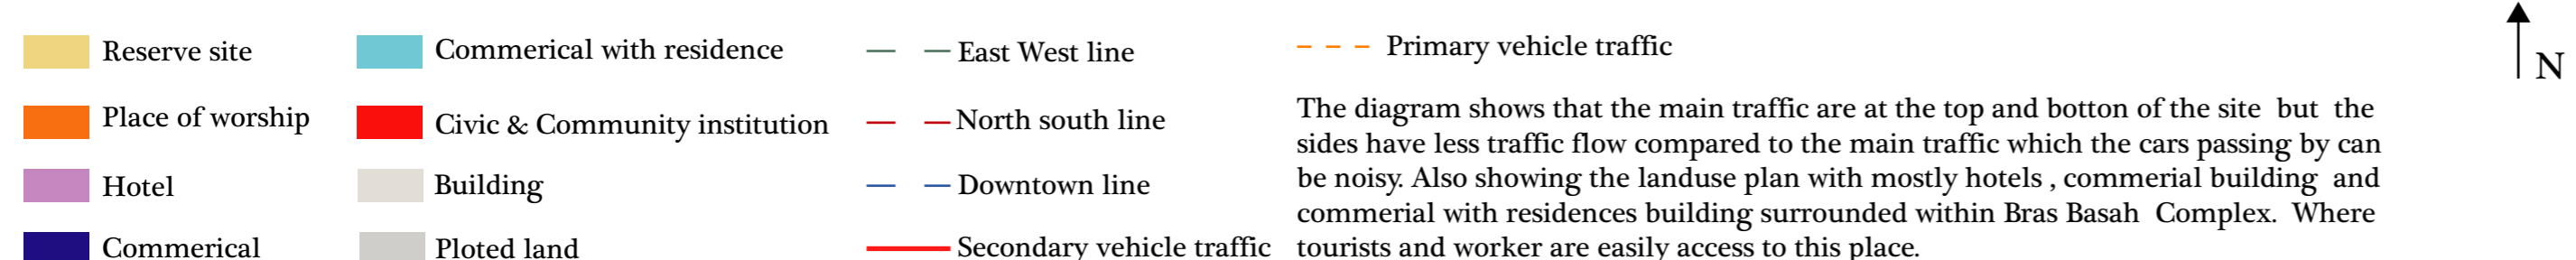 Reserve site
Place of worship
Hotel
Commerical
Commerical with residence
Civic & Community institution
Building
Ploted land
East West line
North south line
Downtown line
Secondary vehicle traffic
Primary vehicle traffic
The diagram shows that the main traffic are at the top and botton of the site but the
sides have less traffic flow compared to the main traffic which the cars passing by can
be noisy. Also showing the landuse plan with mostly hotels , commerial building and
commerial with residences building surrounded within Bras Basah Complex. Where
tourists and worker are easily access to this place.
N